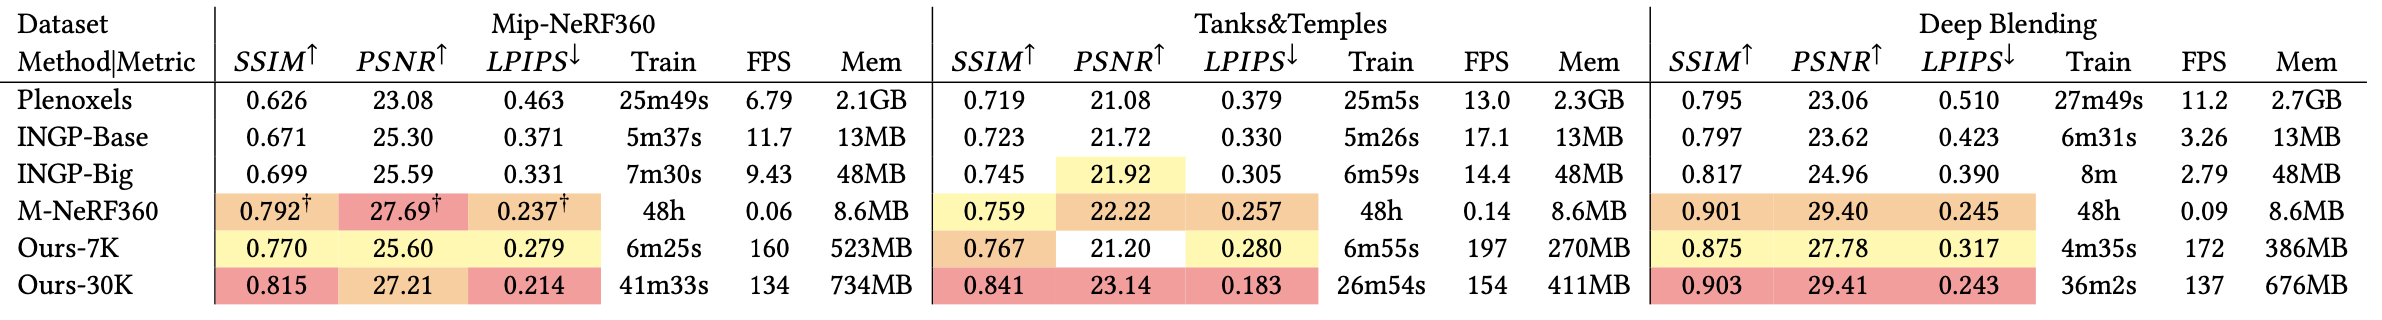 Dataset Mip-NeRF360 Tanks&Temples Deep Blending
Method|Metric SSIM↑ PSNR↑ LPIPS↓ Train FPS Mem SSIM↑ PSNR↑ LPIPS↓ Train FPS Mem SSIM↑ PSNR↑ LPIPS↓ Train FPS Mem
Plenoxels 0.626 23.08 0.463 25m49s 6.79 2.1GB 0.719 21.08 0.379 25m5s 13.0 2.3GB 0.795 23.06 0.510 27m49s 11.2 2.7GB
INGP-Base 0.671 25.30 0.371 5m37s 11.7 13MB 0.723 21.72 0.330 5m26s 17.1 13MB 0.797 23.62 0.423 6m31s 3.26 13MB
INGP-Big 0.699 25.59 0.331 7m30s 9.43 48MB 0.745 21.92 0.305 6m59s 14.4 48MB 0.817 24.96 0.390 8m 2.79 48MB
M-NeRF360 0.792† 27.69† 0.237† 48h 0.06 8.6MB 0.759 22.22 0.257 48h 0.14 8.6MB 0.901 29.40 0.245 48h 0.09 8.6MB
Ours-7K 0.770 25.60 0.279 6m25s 160 523MB 0.767 21.20 0.280 6m55s 197 270MB 0.875 27.78 0.317 4m35s 172 386MB
Ours-30K 0.815 27.21 0.214 41m33s 134 734MB 0.841 23.14 0.183 26m54s 154 411MB 0.903 29.41 0.243 36m2s 137 676MB